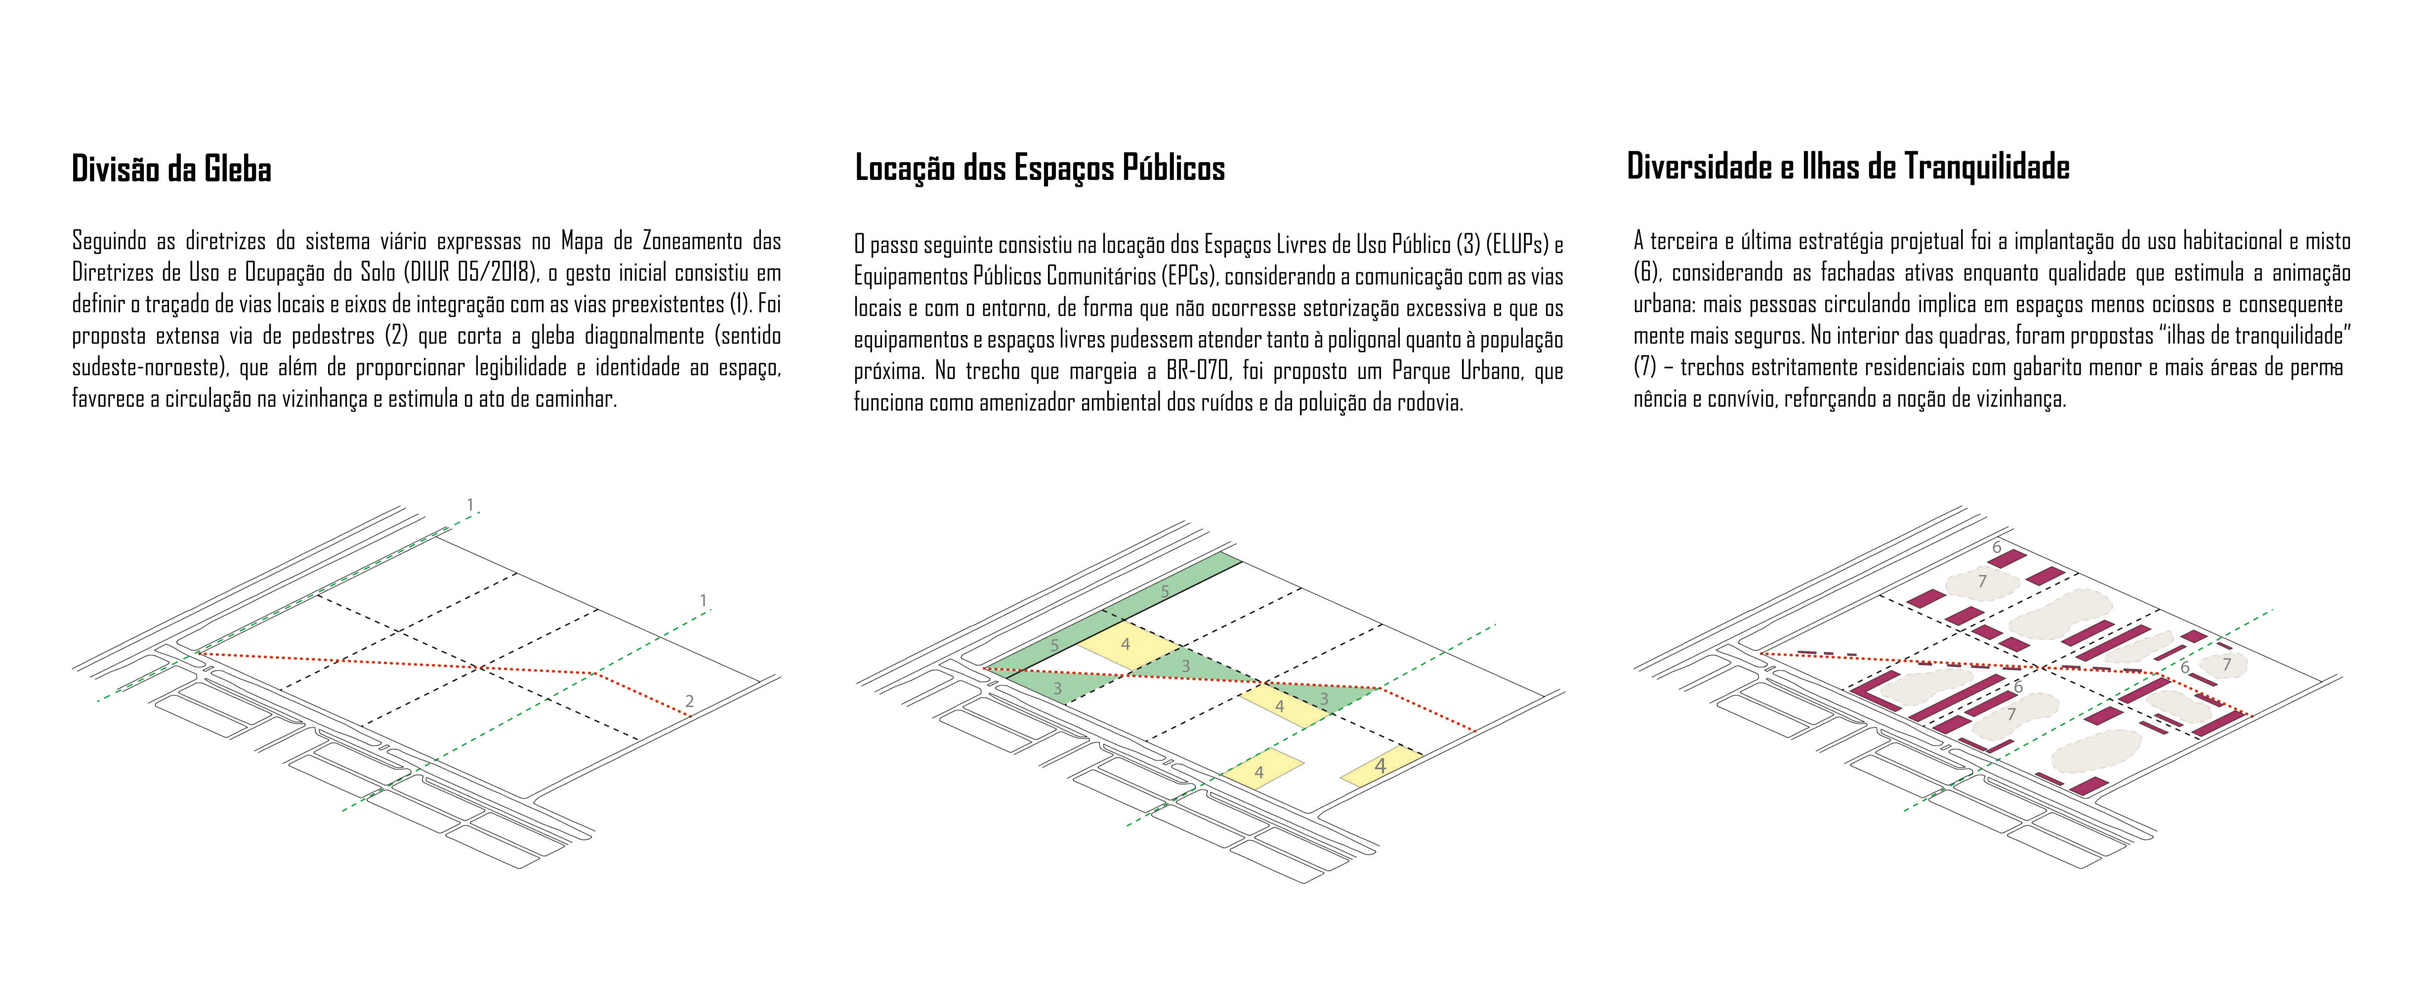 Divisão da Gleba
Seguindo as diretrizes do sistema viário expressas no Mapa de Zoneamento das
Diretrizes de Uso e Ocupação do Solo (DIUR 05/2018), o gesto inicial consistiu em
definir o traçado de vias locais e eixos de integração com as vias preexistentes (1). Foi
proposta extensa via de pedestres (2) que corta a gleba diagonalmente (sentido
sudeste-noroeste), que além de proporcionar legibilidade e identidade ao espaço,
favorece a circulação na vizinhança e estimula o ato de caminhar.
1
1
2
Locação dos Espaços Públicos
O passo seguinte consistiu na locação dos Espaços Livres de Uso Público (3) (ELUPs) e
Equipamentos Públicos Comunitários (EPCs), considerando a comunicação com as vias
locais e com o entorno, de forma que não ocorresse setorização excessiva e que os
equipamentos e espaços livres pudessem atender tanto à poligonal quanto à população
próxima. No trecho que margeia a BR-070, foi proposto um Parque Urbano, que
funciona como amenizador ambiental dos ruídos e da poluição da rodovia.
5
5
4
3
3
4
3
4
4
Diversidade e Ilhas de Tranquilidade
A terceira e última estratégia projetual foi a implantação do uso habitacional e misto
(6), considerando as fachadas ativas enquanto qualidade que estimula a animação
urbana: mais pessoas circulando implica em espaços menos ociosos e consequente-
mente mais seguros. No interior das quadras, foram propostas “ilhas de tranquilidade”
(7) – trechos estritamente residenciais com gabarito menor e mais áreas de perma-
nência e convívio, reforçando a noção de vizinhança.
6
7
6
7
6
7